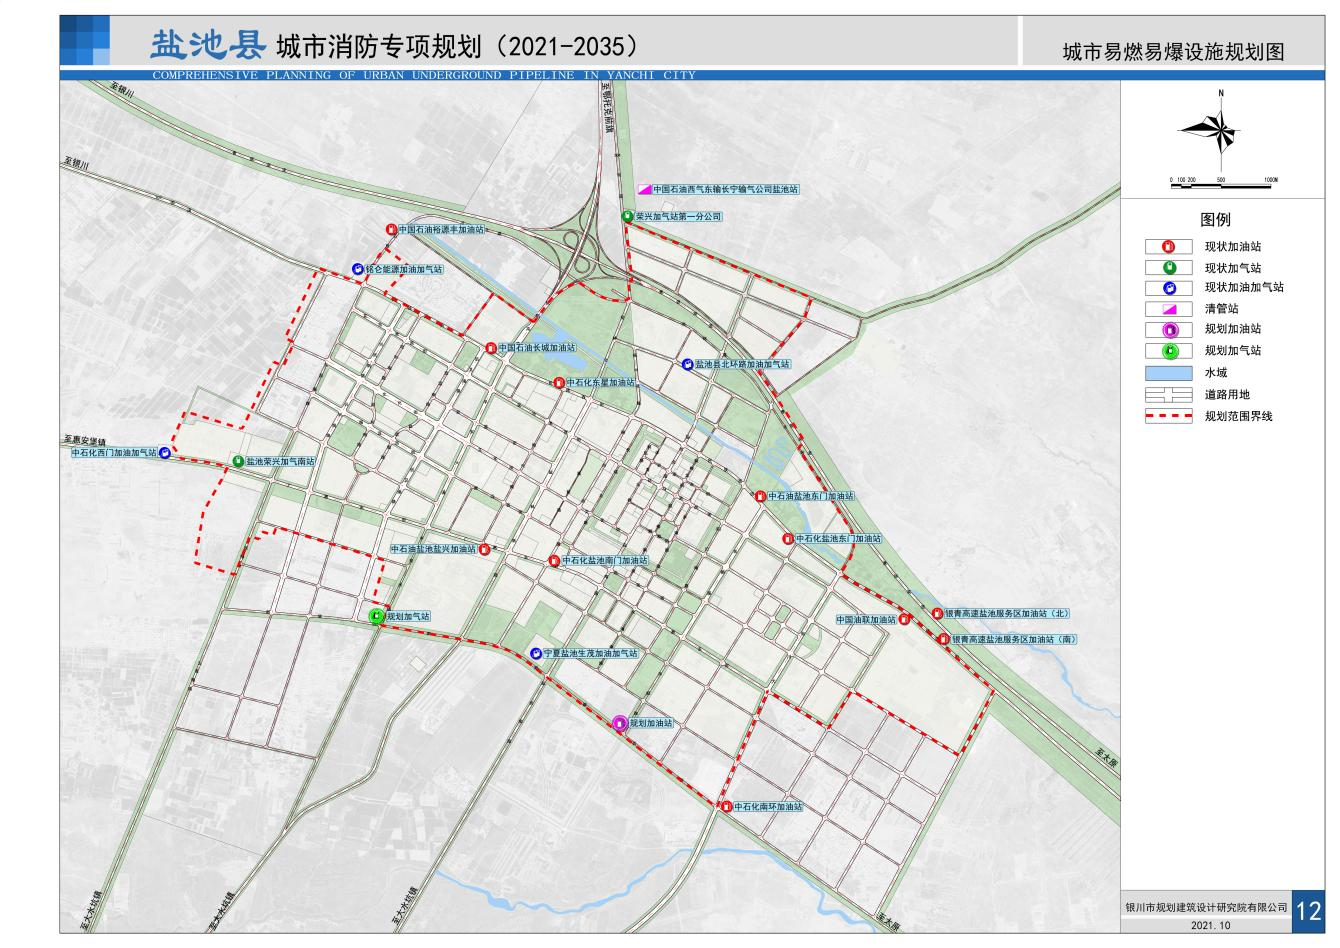 盐池县 城市消防专项规划（2021-2035）
城市易燃易爆设施规划图
COMPREHENSIVE PLANNING OF URBAN UNDERGROUND PIPELINE IN YANCHI CITY
至银川
至鄂托克前旗
至银川
中国石油西气东输长宁输气公司盐池站
荣兴加气站第一分公司
中国石油裕源丰加油站
铭仑能源加油加气站
中国石油长城加油站
盐池县北环路加油加气站
中石化东星加油站
至惠安堡镇
中石化西门加油加气站
盐池荣兴加气南站
中石油盐池东门加油站
中石化盐池东门加油站
中石油盐池盐兴加油站
中石化盐池南门加油站
规划加气站
银青高速盐池服务区加油站（北）
中国油联加油站
银青高速盐池服务区加油站（南）
宁夏盐池生茂加油加气站
规划加油站
至太原
中石化南环加油站
至大水坑镇
至大水坑镇
至大水坑镇
至太原
N
0 100 200 500 1000M
图例
现状加油站
现状加气站
现状加油加气站
清管站
规划加油站
规划加气站
水域
道路用地
规划范围界线
银川市规划建筑设计研究院有限公司
2021.10
12